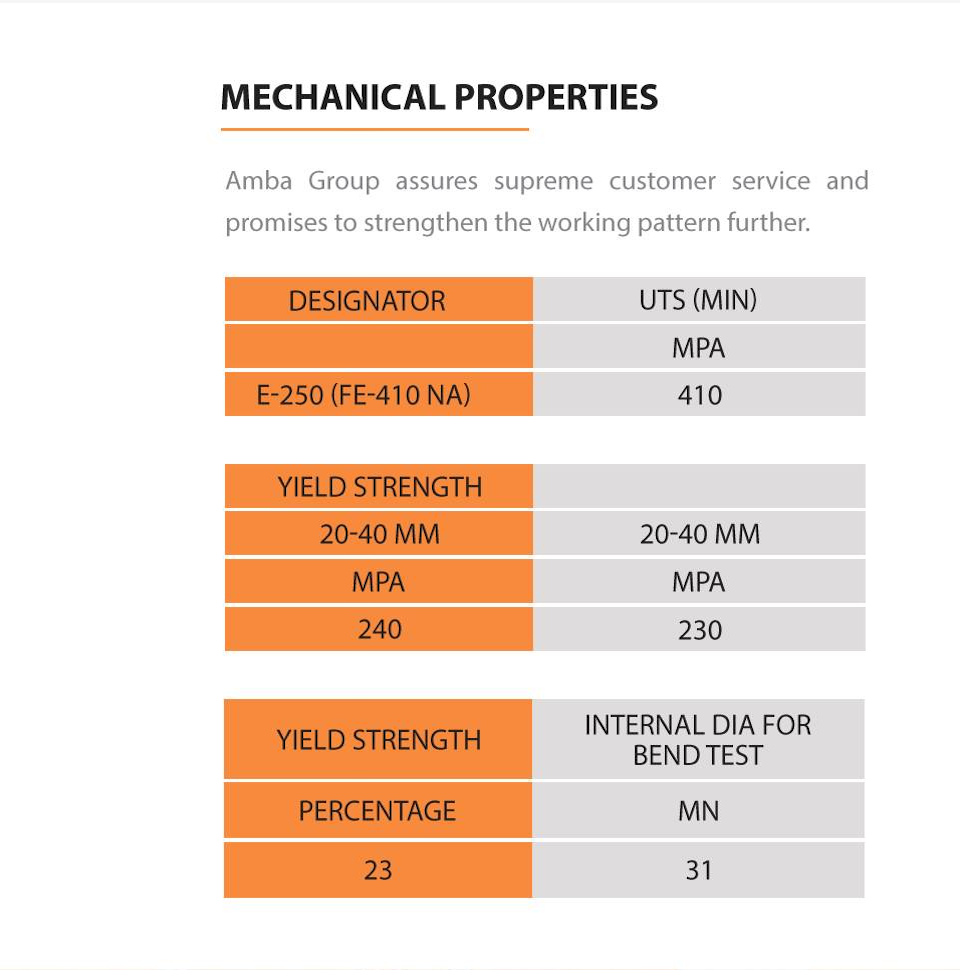 MECHANICAL PROPERTIES
Amba Group assures supreme customer service and
promises to strengthen the working pattern further.
DESIGNATOR UTS (MIN)
MPA
E-250 (FE-410 NA) 410
YIELD STRENGTH
20-40 MM 20-40 MM
MPA MPA
240 230
YIELD STRENGTH INTERNAL DIA FOR
BEND TEST
PERCENTAGE MN
23 31